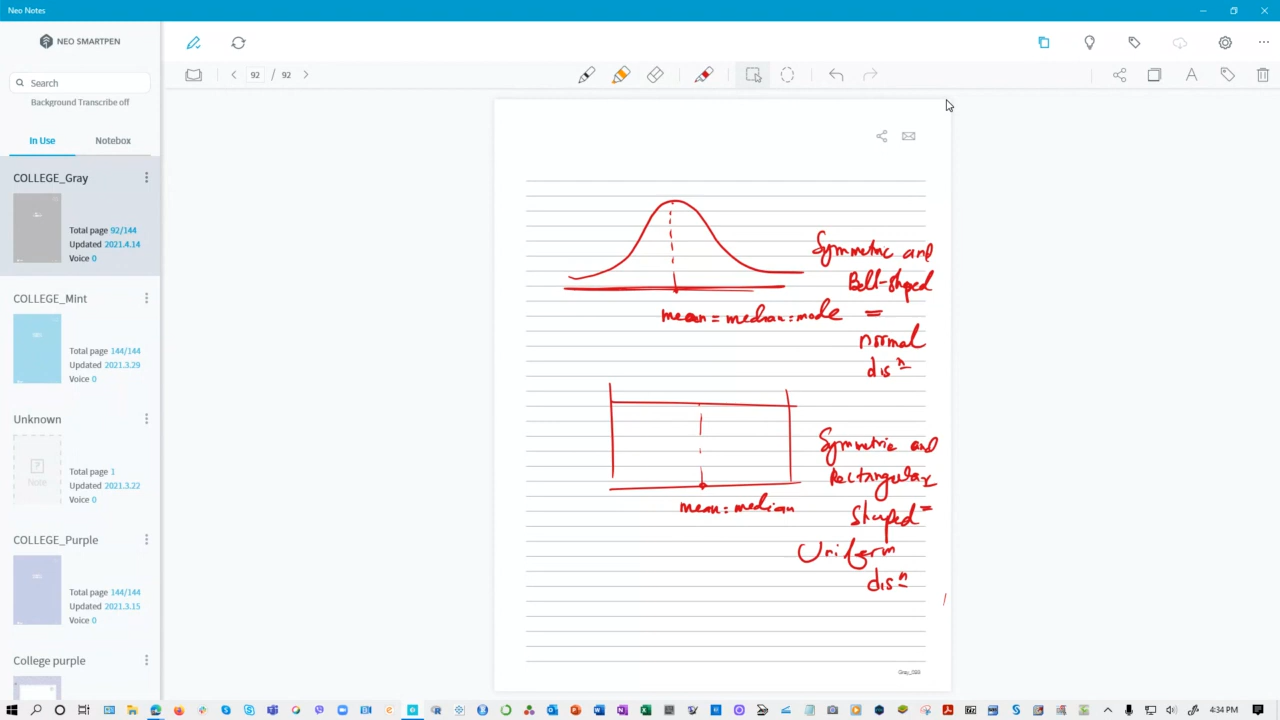 Neo Notes
NEO SMARTPEN
Search
Background Transcribe off
In Use
Notebox
COLLEGE_Gray
Total page 92/144
Updated 2021.4.14
Voice 0
COLLEGE_Mint
Total page 144/144
Updated 2021.3.29
Voice 0
Unknown
Note
Total page 1
Updated 2021.3.22
Voice 0
COLLEGE_Purple
Total page 144/144
Updated 2021.3.15
Voice 0
College purple
92 / 92
Symmetric and
Bell-shaped
mean = median = mode =
normal
disⁿ
Symmetric and
Rectangular
mean = median
shaped =
Uniform
disⁿ
4:34 PM